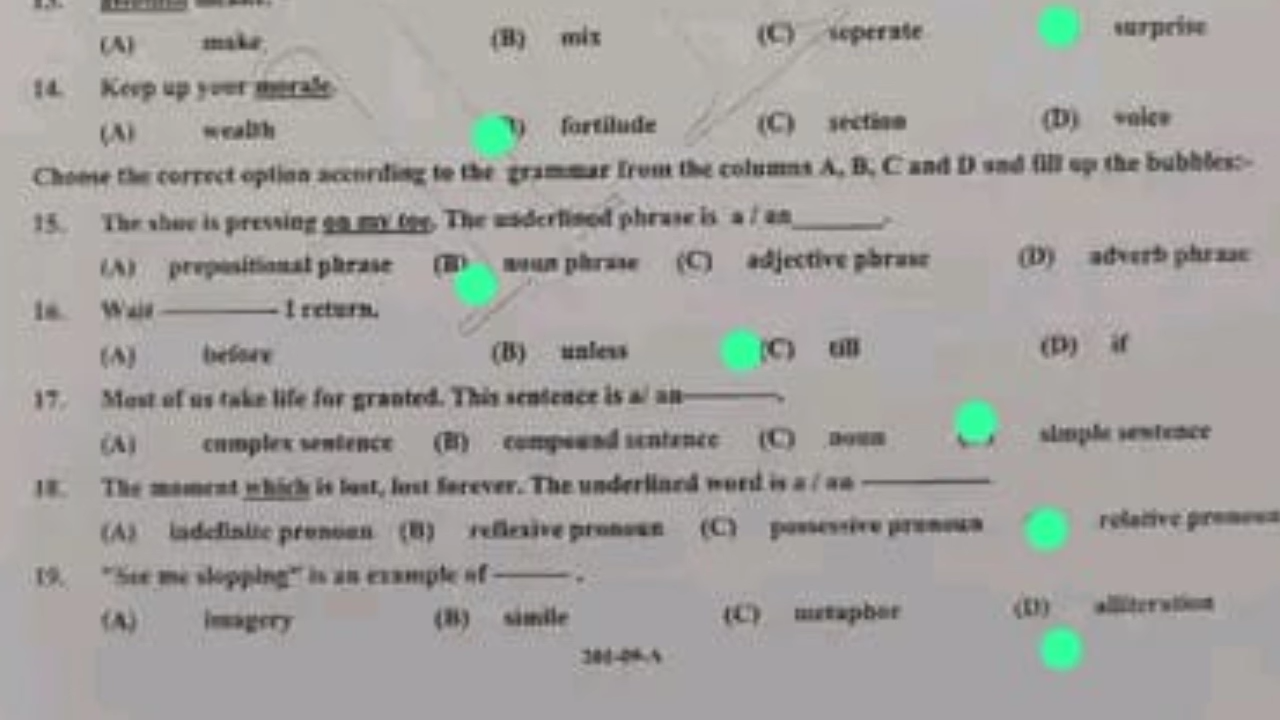 (A) make (B) mix (C) seperate surprise
14. Keep up your morale.
(A) wealth fortilude (C) section (D) voice
Choose the correct option according to the grammar from the columns A, B, C and D and fill up the bubbles:-
15. The shoe is pressing on my toe. The underlined phrase is a / an______.
(A) prepositional phrase (B) noun phrase (C) adjective phrase (D) adverb phrase
16. Wait ———— I return.
(A) before (B) unless (C) till (D) if
17. Most of us take life for granted. This sentence is a/ an————.
(A) complex sentence (B) compound sentence (C) noun simple sentence
18. The moment which is lost, lost forever. The underlined word is a / an ————
(A) indefinite pronoun (B) reflexive pronoun (C) possessive pronoun relative pronoun
19. "See me slopping" is an example of ——— .
(A) imagery (B) simile (C) metaphor (D) alliteration
201-09-A